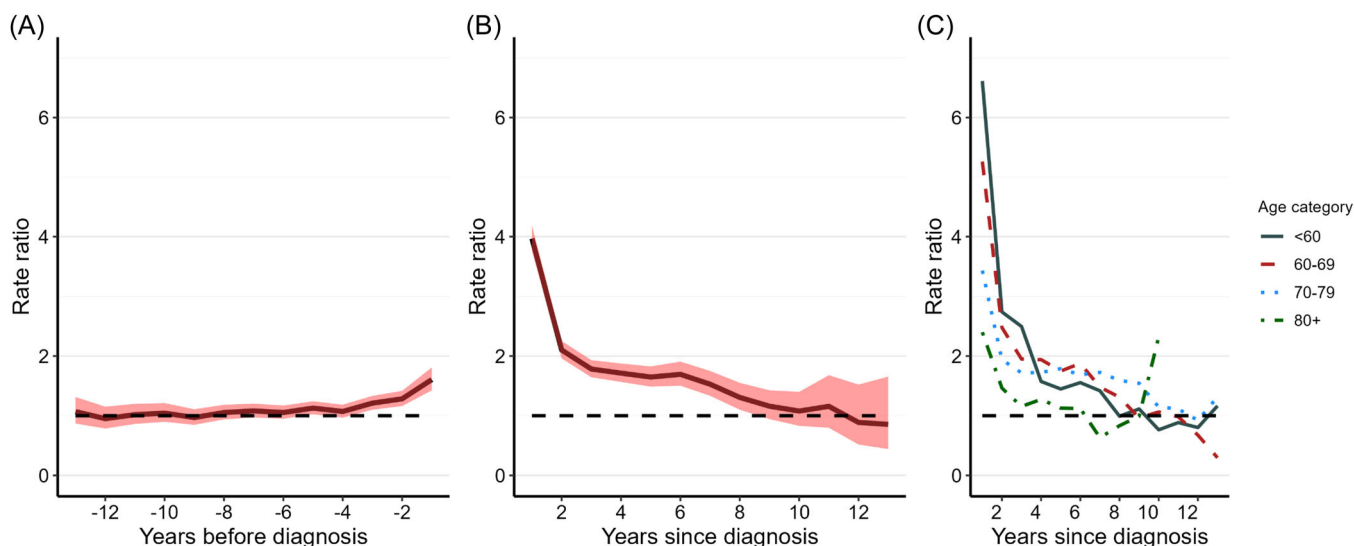 (A)
Rate ratio
6
4
2
0
-12 -10 -8 -6 -4 -2
Years before diagnosis
(B)
Rate ratio
6
4
2
0
2 4 6 8 10 12
Years since diagnosis
(C)
Rate ratio
6
4
2
0
2 4 6 8 10 12
Years since diagnosis
Age category
<60
60-69
70-79
80+